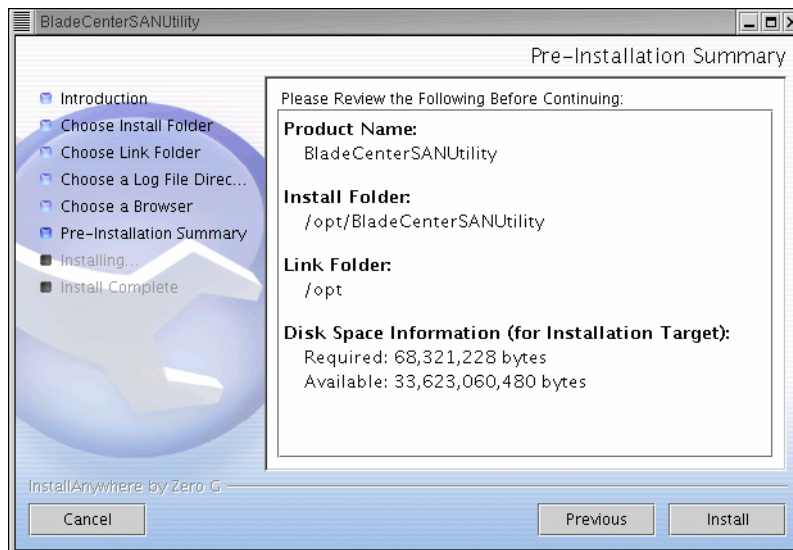 BladeCenterSANUtility
Pre-Installation Summary
Introduction
Choose Install Folder
Choose Link Folder
Choose a Log File Direc...
Choose a Browser
Pre-Installation Summary
Installing...
Install Complete
Please Review the Following Before Continuing:
Product Name:
BladeCenterSANUtility
Install Folder:
/opt/BladeCenterSANUtility
Link Folder:
/opt
Disk Space Information (for Installation Target):
Required: 68,321,228 bytes
Available: 33,623,060,480 bytes
InstallAnywhere by Zero G
Cancel
Previous
Install